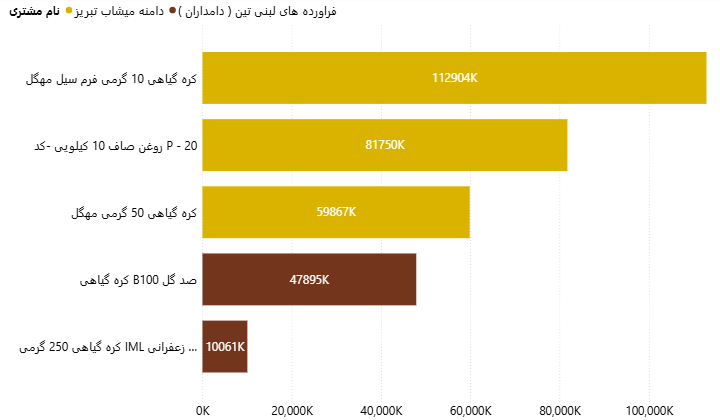 نام مشتری دامنه میشاب تبریز فراورده های لبنی تین ( دامداران )
کره گیاهی 10 گرمی فرم سیل مهگل
112904K
روغن صاف 10 کیلویی -کد P - 20
81750K
کره گیاهی 50 گرمی مهگل
59867K
کره گیاهی B100 صد گل
47895K
کره گیاهی 250 گرمی IML زعفرانی ...
10061K
0K 20,000K 40,000K 60,000K 80,000K 100,000K